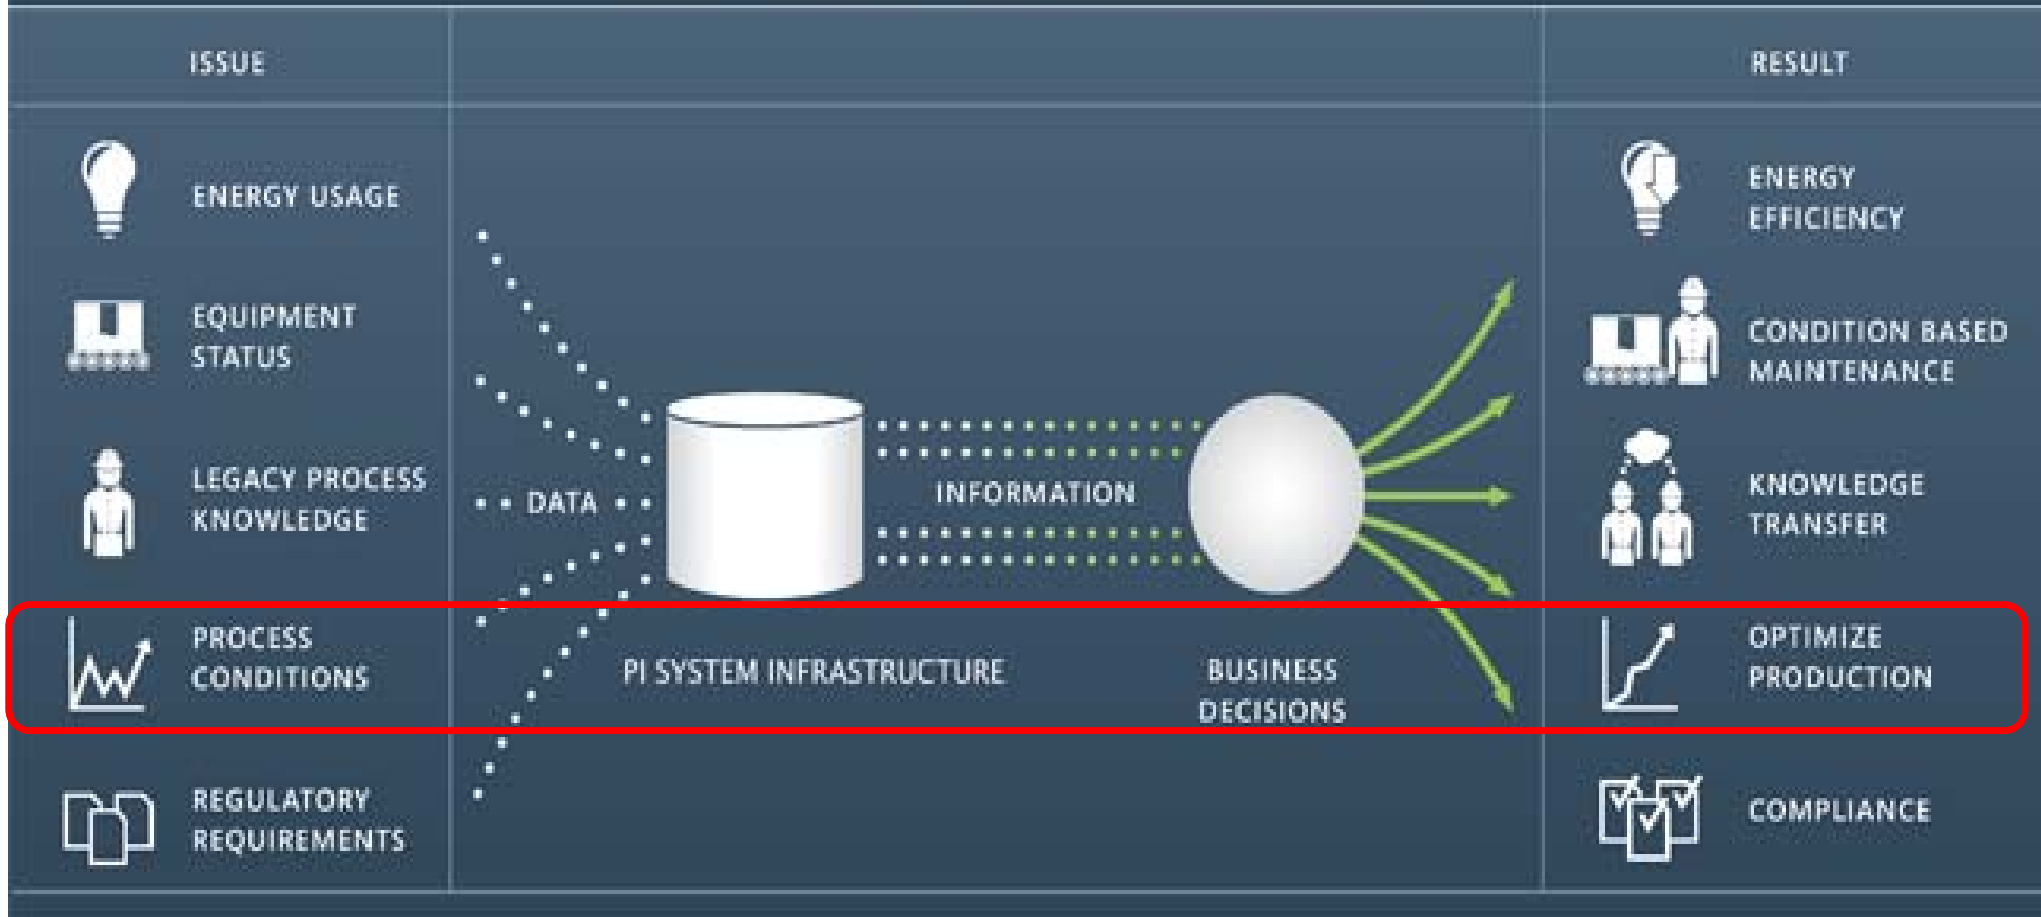 ISSUE
RESULT
ENERGY USAGE
EQUIPMENT
STATUS
LEGACY PROCESS
KNOWLEDGE
PROCESS
CONDITIONS
REGULATORY
REQUIREMENTS
DATA
PI SYSTEM INFRASTRUCTURE
INFORMATION
BUSINESS
DECISIONS
ENERGY
EFFICIENCY
CONDITION BASED
MAINTENANCE
KNOWLEDGE
TRANSFER
OPTIMIZE
PRODUCTION
COMPLIANCE